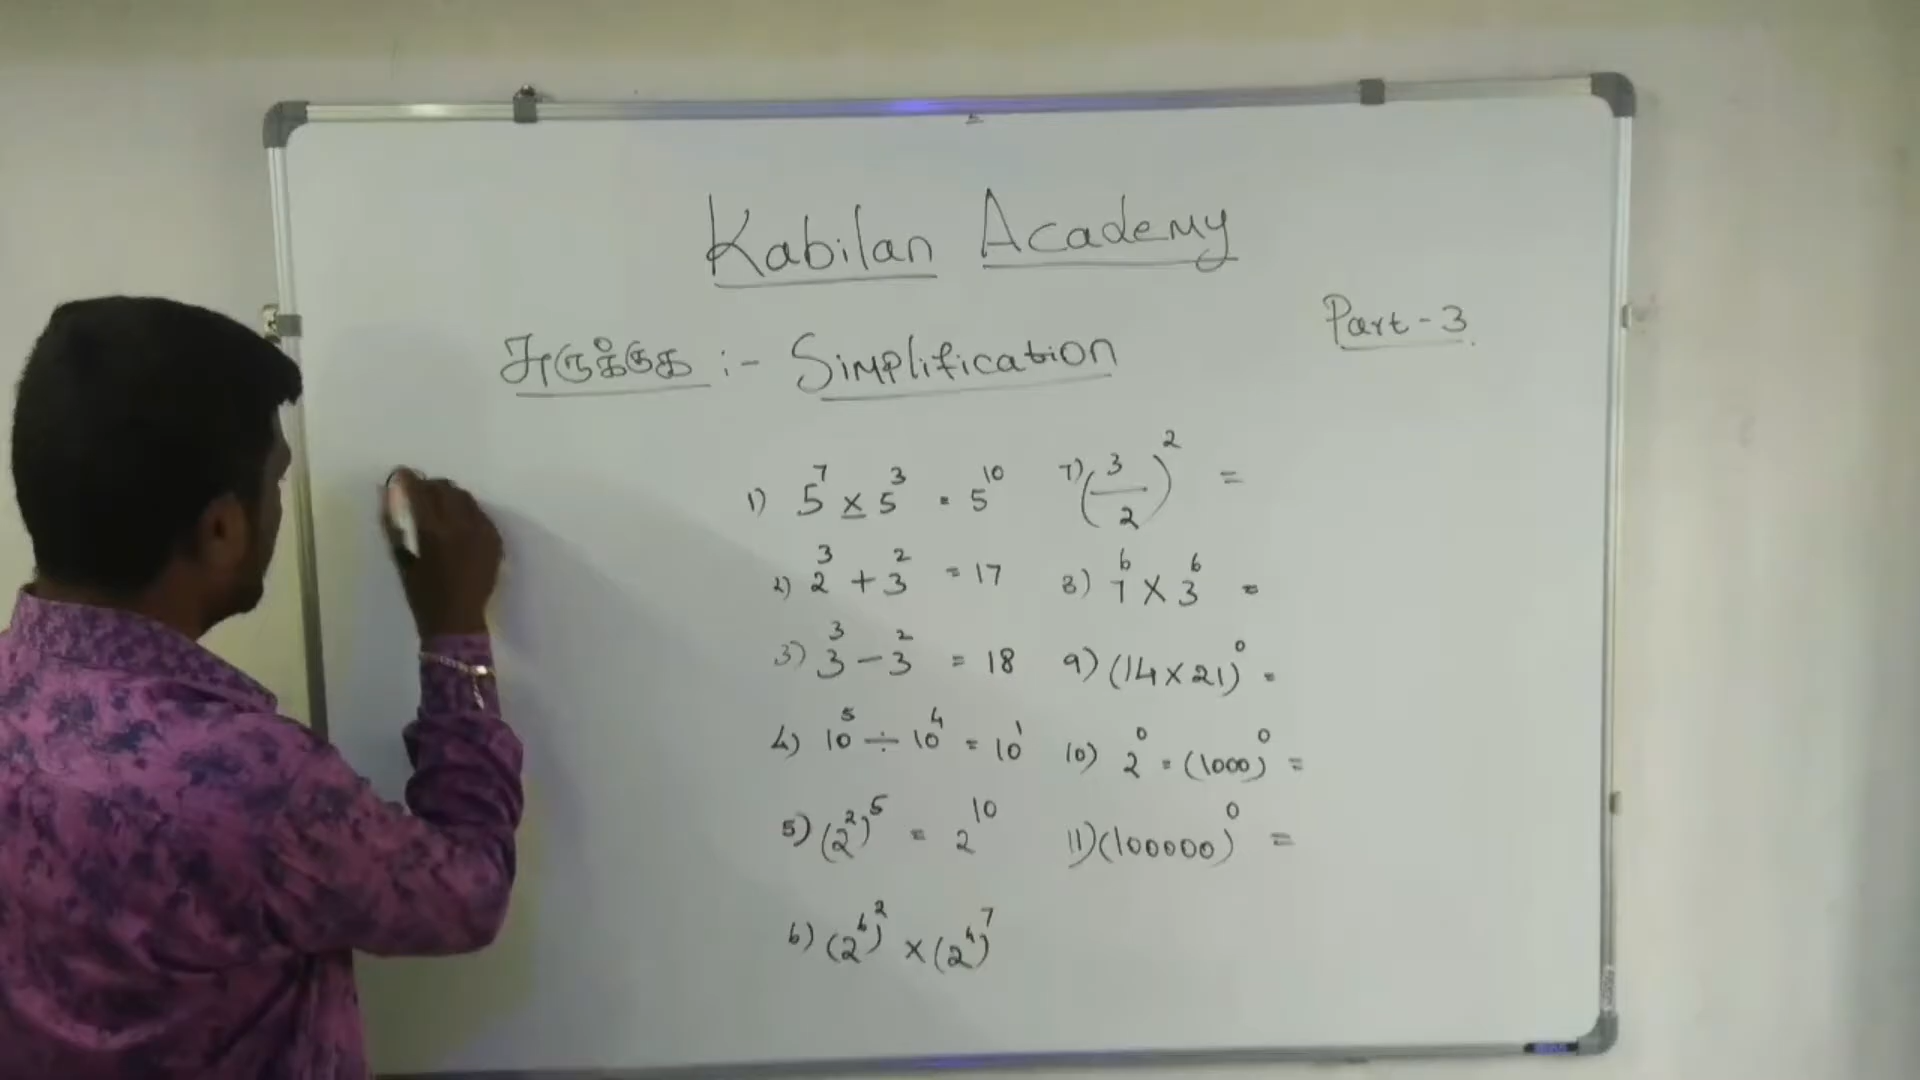 Kabilan Academy
சுருக்குக :- Simplification
Part-3
1) 5⁷ × 5³ = 5¹⁰
2) 2³ + 3² = 17
3) 3³ - 3² = 18
4) 10⁵ ÷ 10⁴ = 10¹
5) (2²)⁵ = 2¹⁰
6) (2⁶)² × (2⁴)⁷
7) (3/2)² =
8) 7⁶ × 3⁶ =
9) (14×21)⁰ =
10) 2⁰ = (1000)⁰ =
11) (100000)⁰ =